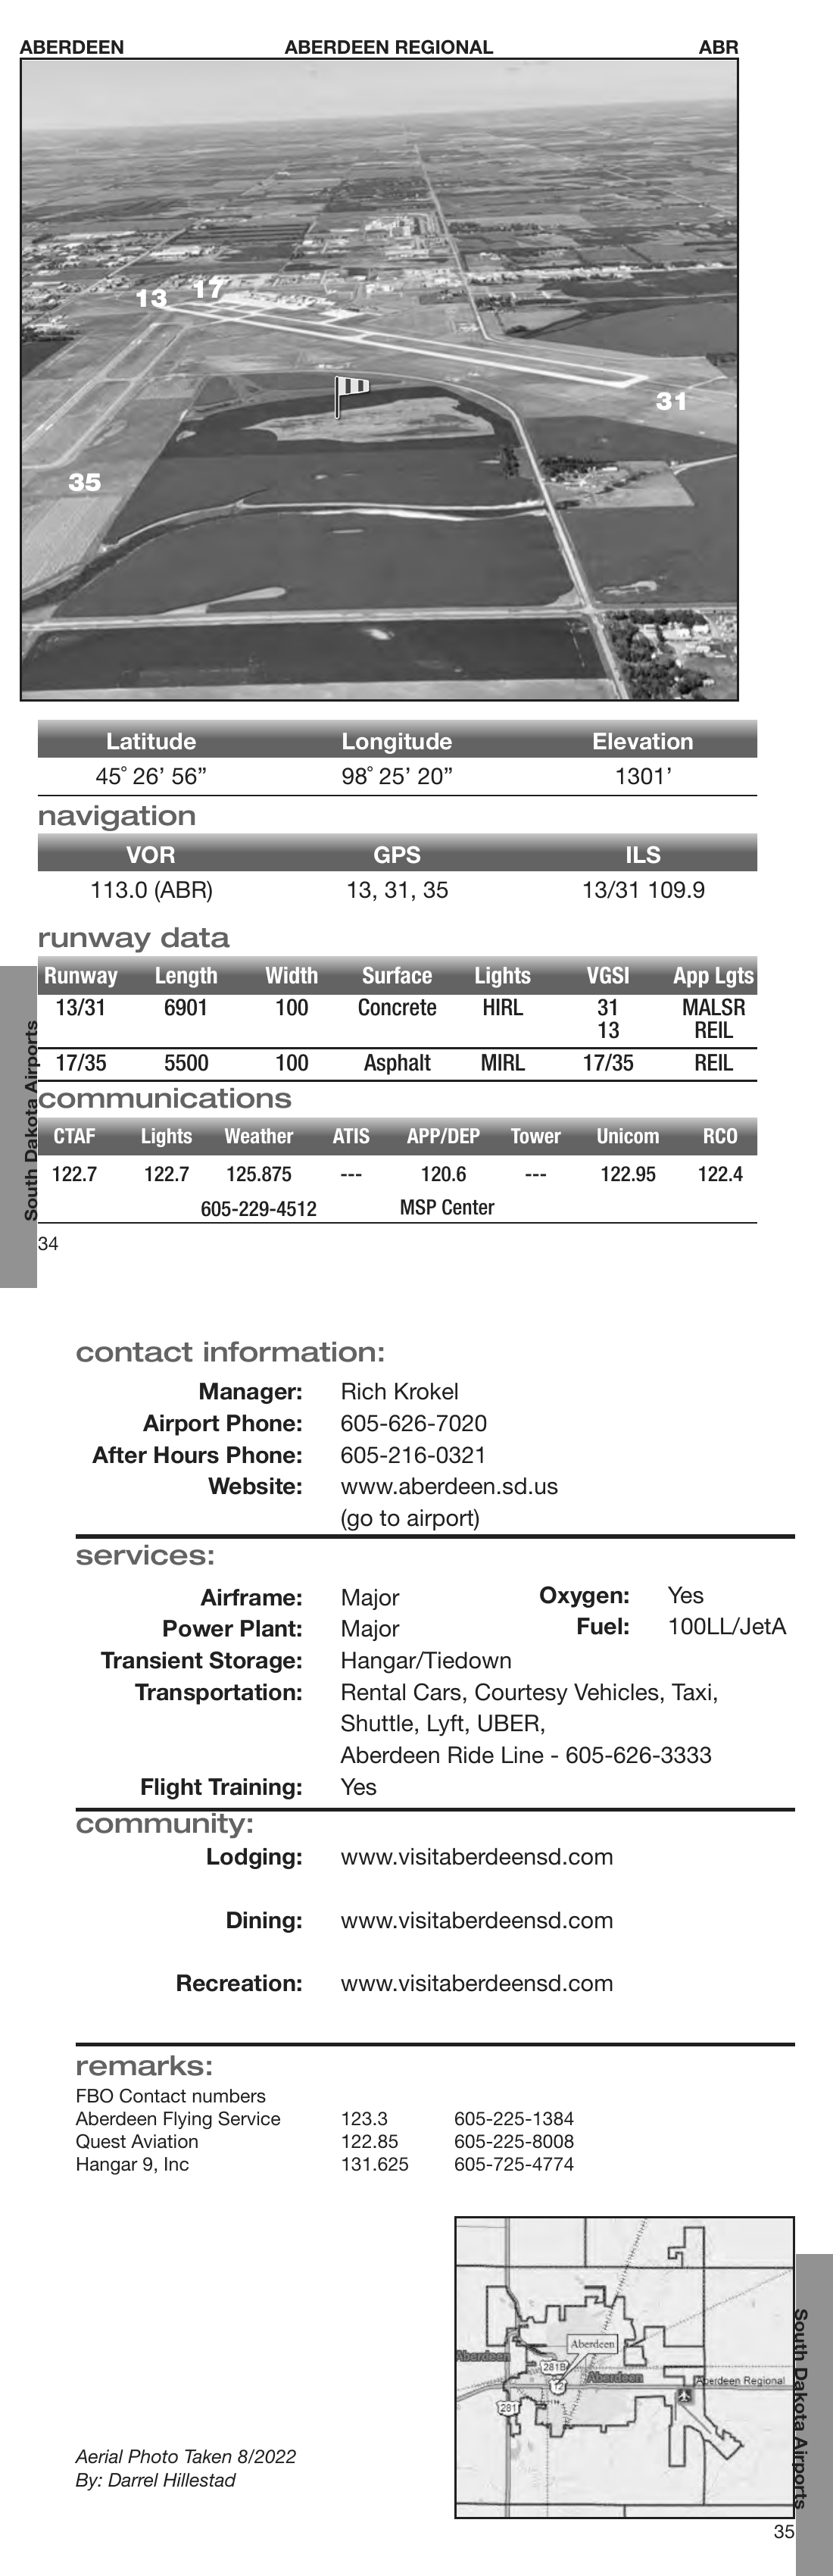 ABERDEEN ABERDEEN REGIONAL ABR
13 17
31
35
Latitude Longitude Elevation
45° 26’ 56” 98° 25’ 20” 1301’
navigation
VOR GPS ILS
113.0 (ABR) 13, 31, 35 13/31 109.9
runway data
Runway Length Width Surface Lights VGSI App Lgts
13/31 6901 100 Concrete HIRL 31 MALSR
13 REIL
17/35 5500 100 Asphalt MIRL 17/35 REIL
communications
CTAF Lights Weather ATIS APP/DEP Tower Unicom RCO
122.7 122.7 125.875 --- 120.6 --- 122.95 122.4
605-229-4512 MSP Center
South Dakota Airports
34
contact information:
Manager: Rich Krokel
Airport Phone: 605-626-7020
After Hours Phone: 605-216-0321
Website: www.aberdeen.sd.us
(go to airport)
services:
Airframe: Major Oxygen: Yes
Power Plant: Major Fuel: 100LL/JetA
Transient Storage: Hangar/Tiedown
Transportation: Rental Cars, Courtesy Vehicles, Taxi,
Shuttle, Lyft, UBER,
Aberdeen Ride Line - 605-626-3333
Flight Training: Yes
community:
Lodging: www.visitaberdeensd.com
Dining: www.visitaberdeensd.com
Recreation: www.visitaberdeensd.com
remarks:
FBO Contact numbers
Aberdeen Flying Service 123.3 605-225-1384
Quest Aviation 122.85 605-225-8008
Hangar 9, Inc 131.625 605-725-4774
Aberdeen
Aberdeen
281B
Aberdeen
12
Aberdeen Regional
281
South Dakota Airports
Aerial Photo Taken 8/2022
By: Darrel Hillestad
35